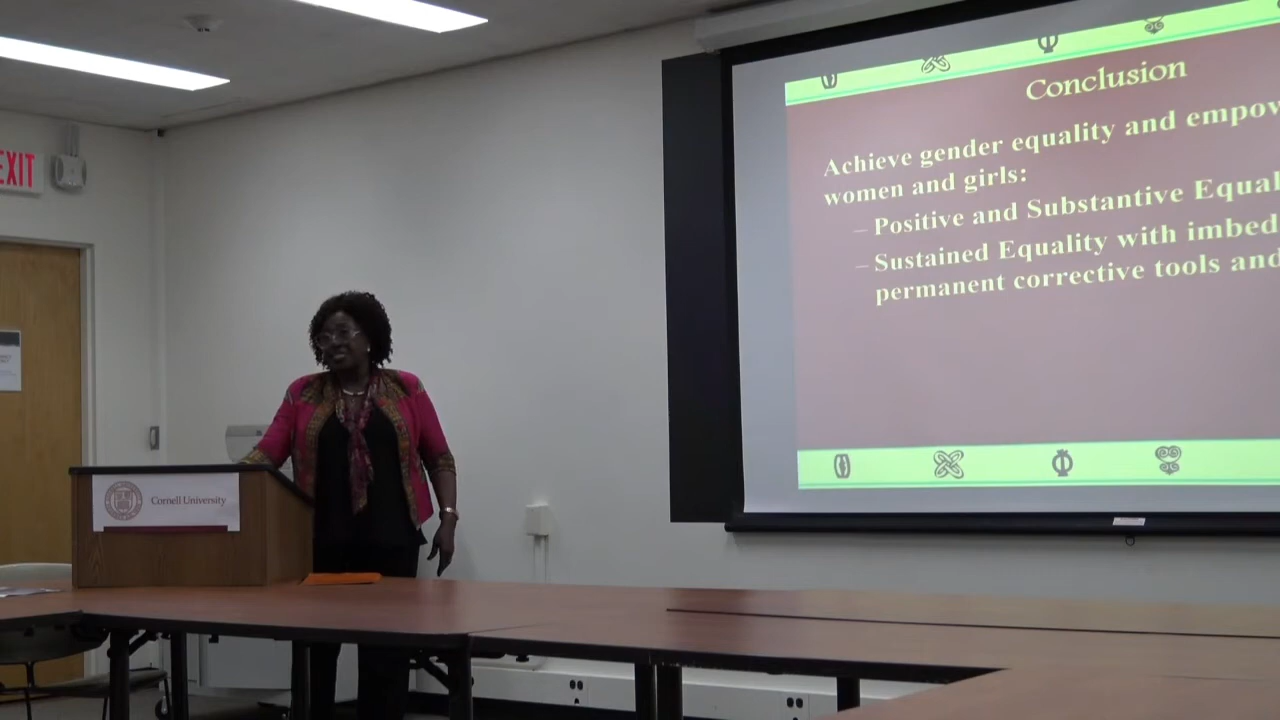 EXIT
Conclusion
Achieve gender equality and empow
women and girls:
– Positive and Substantive Equal
– Sustained Equality with imbed
permanent corrective tools and
Cornell University